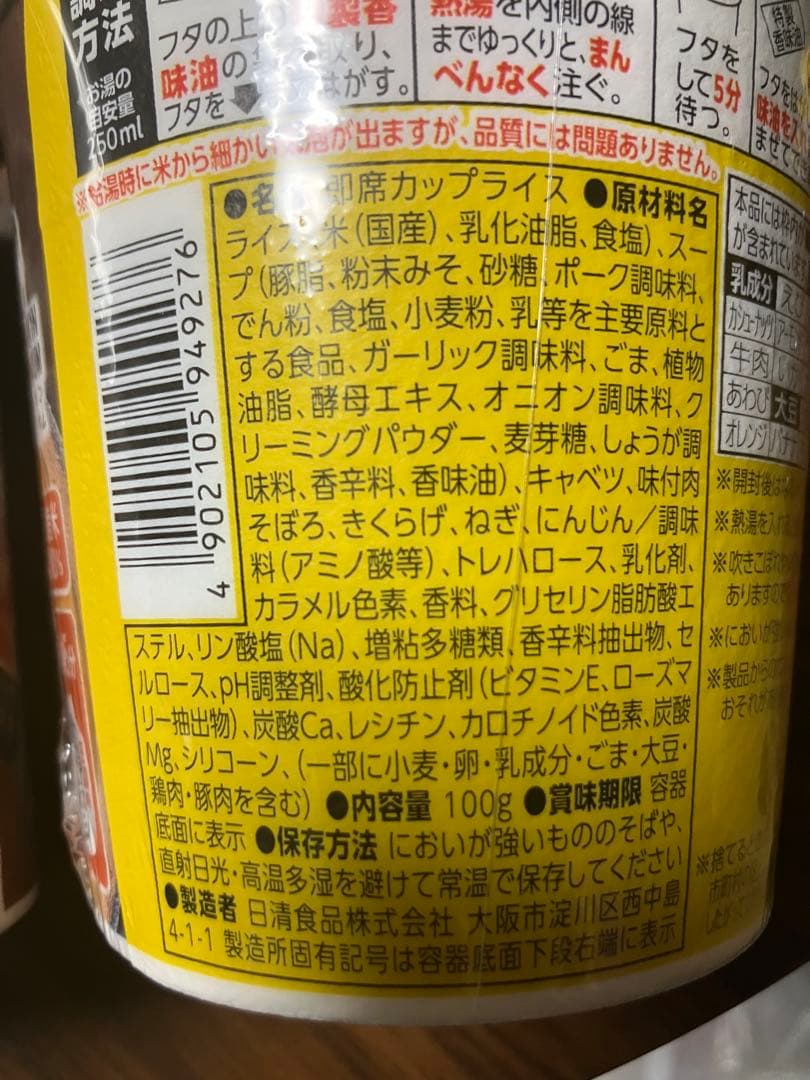 方法
お湯の
目安量
250ml
フタの上の
味油の
フタを
はがす。
熱湯を内側の線
までゆっくりと、まん
べんなく注ぐ。
フタを
して5分
待つ。
特製
香味油
味油を入
ませて
給湯時に米から細かい泡が出ますが、品質には問題ありません。
●名 即席カップライス ●原材料名
ライス 米(国産)、乳化油脂、食塩)、スー
プ(豚脂、粉末みそ、砂糖、ポーク調味料、
でん粉、食塩、小麦粉、乳等を主要原料と
する食品、ガーリック調味料、ごま、植物
油脂、酵母エキス、オニオン調味料、ク
リーミングパウダー、麦芽糖、しょうが調
味料、香辛料、香味油)、キャベツ、味付肉
そぼろ、きくらげ、ねぎ、にんじん/調味
料(アミノ酸等)、トレハロース、乳化剤、
カラメル色素、香料、グリセリン脂肪酸エ
ステル、リン酸塩(Na)、増粘多糖類、香辛料抽出物、セ
ルロース、pH調整剤、酸化防止剤(ビタミンE、ローズマ
リー抽出物)、炭酸Ca、レシチン、カロチノイド色素、炭酸
Mg、シリコーン、(一部に小麦・卵・乳成分・ごま・大豆・
鶏肉・豚肉を含む) ●内容量 100g ●賞味期限 容器
底面に表示 ●保存方法 においが強いもののそばや、
直射日光・高温多湿を避けて常温で保存してください
●製造者 日清食品株式会社 大阪市淀川区西中島
4-1-1 製造所固有記号は容器底面下段右端に表示
4 902105 949276
本品には
が含まれてい
乳成分
カシューナッツ
牛肉
あわび 大豆
オレンジ
※開封後は
※熱湯を入
※吹きこぼれ
ありますので
※においが強い
※製品から
おそれが
※捨てると